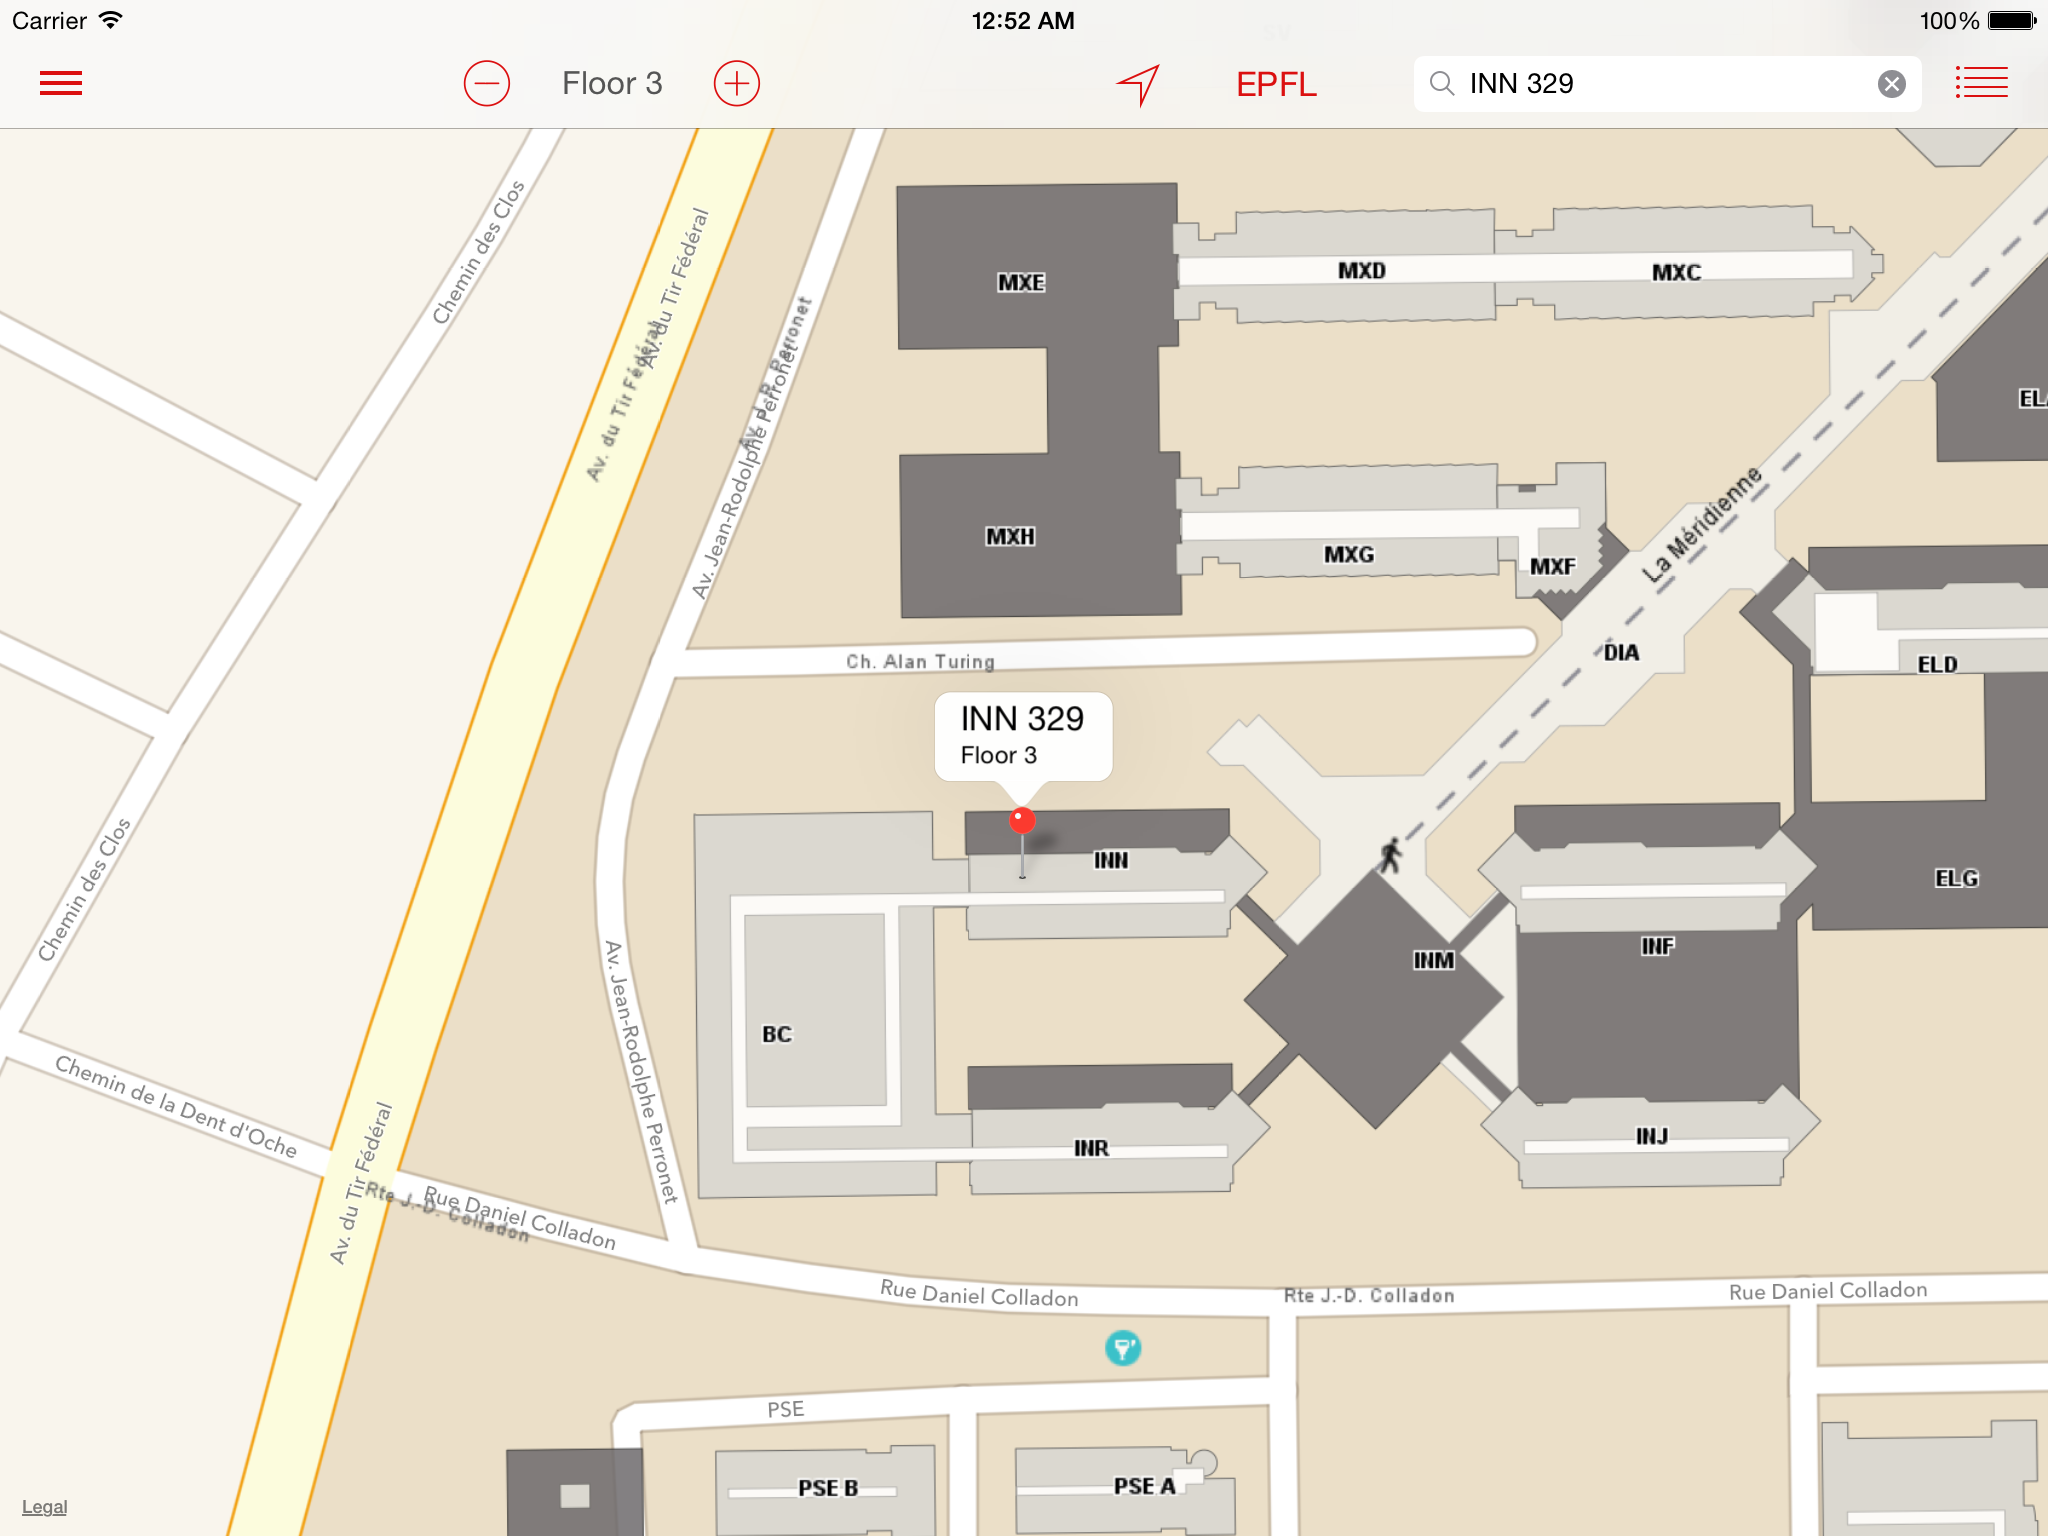 Carrier 12:52 AM 100%
Floor 3 EPFL INN 329
Chemin des Clos
Av. du Tir Fédéral
Av. du Tir Fédéral
Av. J.-R. Perronet
Av. Jean-Rodolphe Perronet
MXE
MXD
MXC
ELA
La Méridienne
MXH
MXG
MXF
Ch. Alan Turing
DIA
ELD
INN 329
Floor 3
INN
ELG
Chemin des Clos
INF
INM
BC
Av. Jean-Rodolphe Perronet
INR
INJ
Chemin de la Dent d'Oche
Av. du Tir Fédéral
Rte J.-D. Colladon
Rue Daniel Colladon
Rue Daniel Colladon
Rte J.-D. Colladon
Rue Daniel Colladon
PSE
PSE B
PSE A
Legal